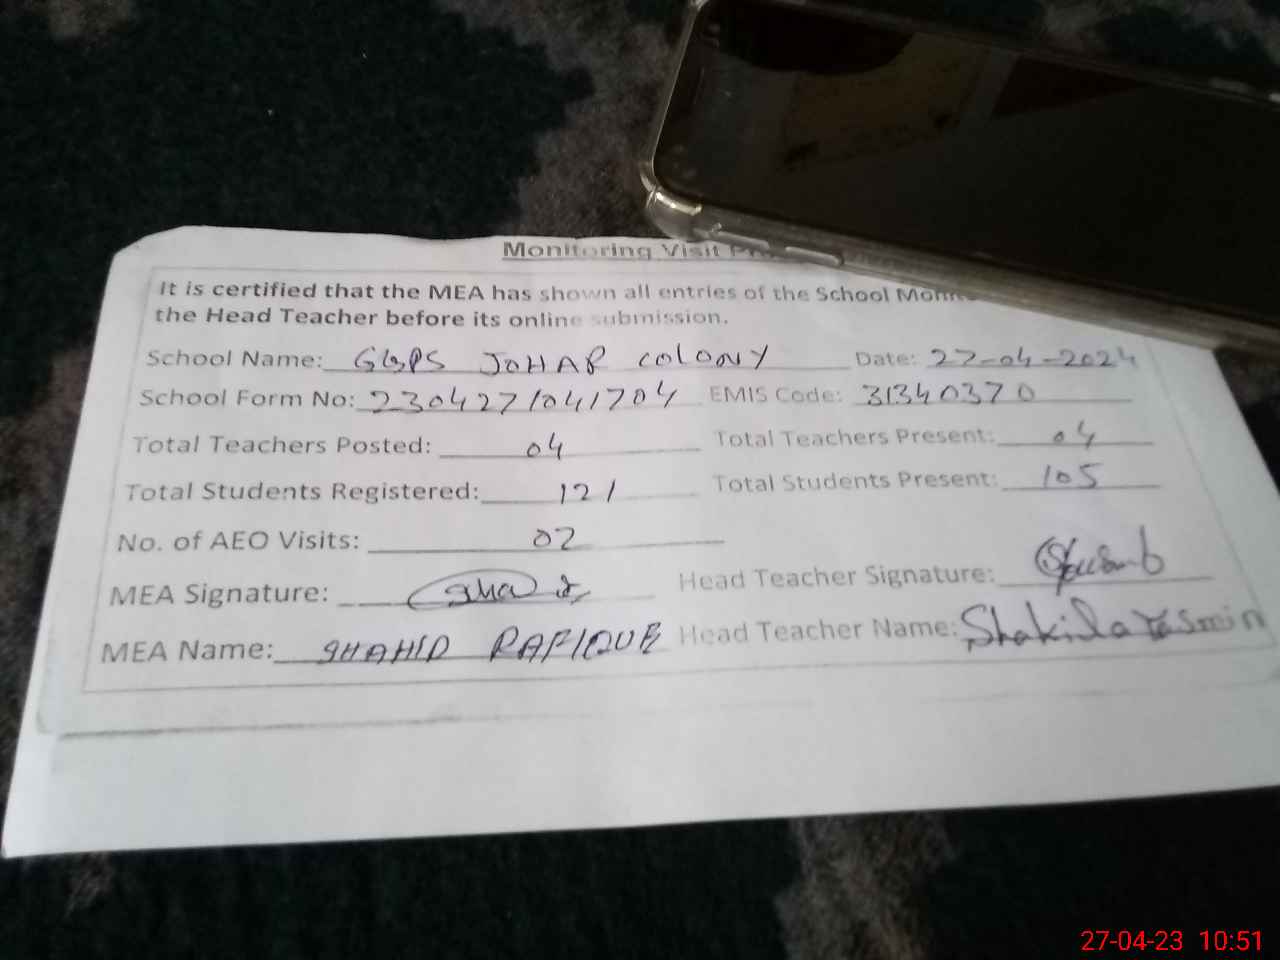 Monitoring Visit
It is certified that the MEA has shown all entries of the School
the Head Teacher before its online submission.
School Name: GGPS JOHAR COLONY Date: 27-04-2024
School Form No: 2304271041704 EMIS Code: 31340370
Total Teachers Posted: 04 Total Teachers Present: 04
Total Students Registered: 121 Total Students Present: 105
No. of AEO Visits: 02
MEA Signature: Head Teacher Signature:
MEA Name: SHAHID RAFIQUE Head Teacher Name: Shakila Yasmin
27-04-23 10:51